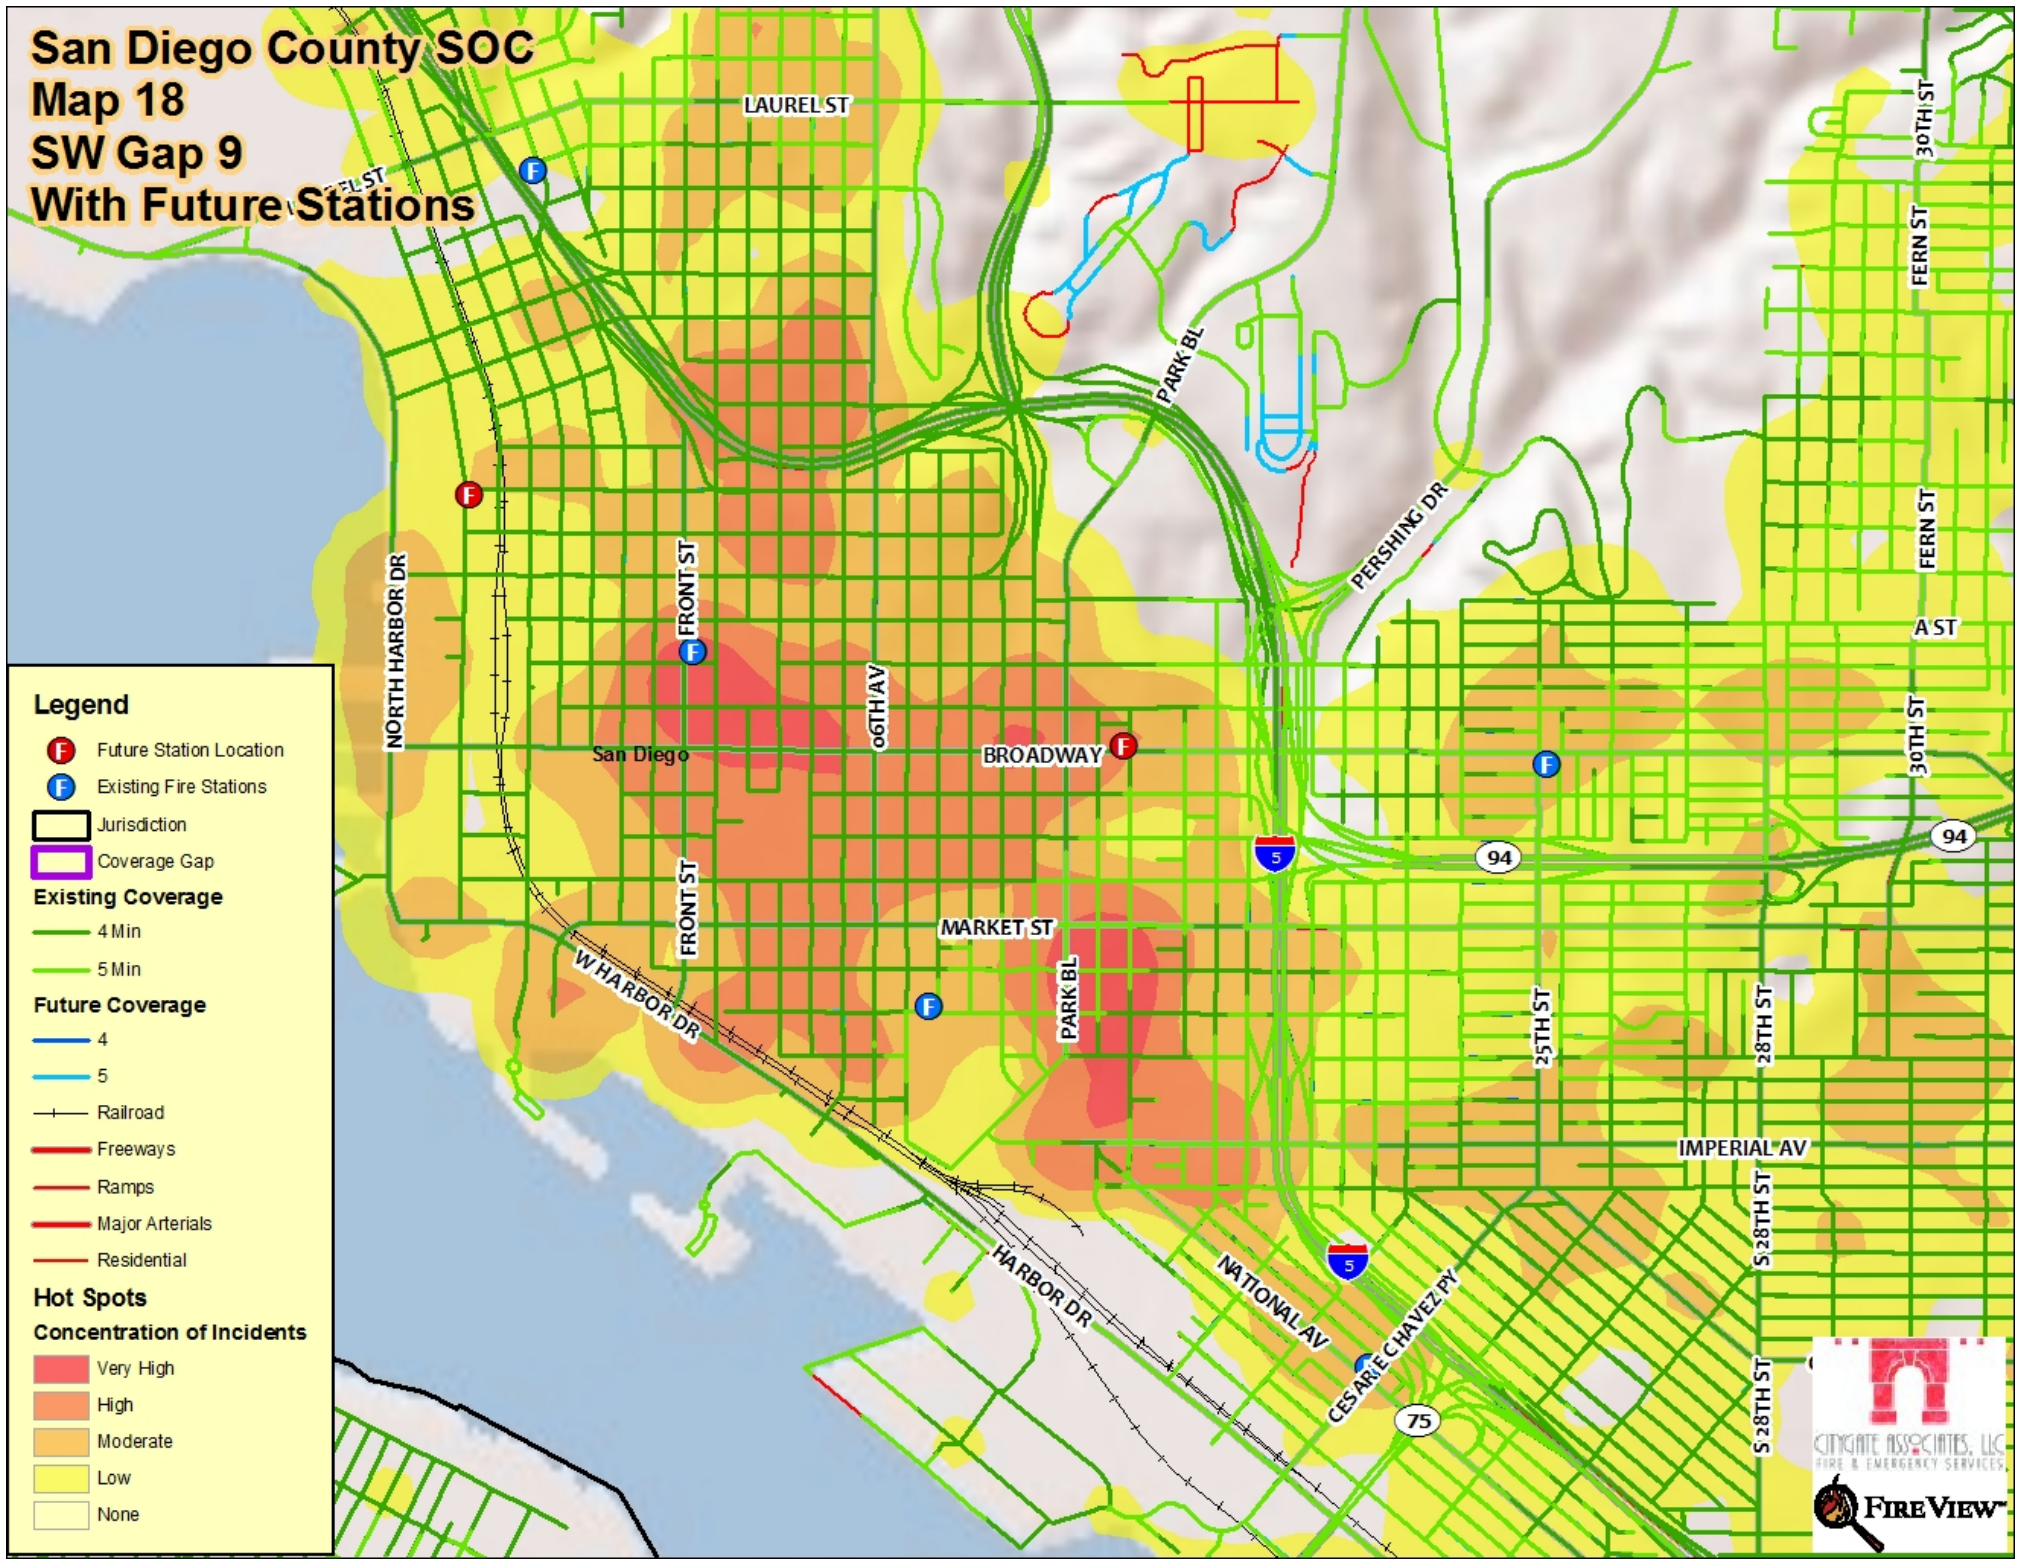 San Diego County SOC
Map 18
SW Gap 9
With Future Stations
LAUREL ST
EL ST
30TH ST
FERN ST
PARK BL
PERSHING DR
FERN ST
A ST
NORTH HARBOR DR
FRONT ST
06TH AV
30TH ST
San Diego
BROADWAY
5
94
94
FRONT ST
MARKET ST
W HARBOR DR
PARK BL
25TH ST
28TH ST
IMPERIAL AV
S 28TH ST
HARBOR DR
NATIONAL AV
5
CESAR E CHAVEZ PY
75
S 28TH ST
F
F
F
F
F
F
Legend
F Future Station Location
F Existing Fire Stations
Jurisdiction
Coverage Gap
Existing Coverage
4 Min
5 Min
Future Coverage
4
5
Railroad
Freeways
Ramps
Major Arterials
Residential
Hot Spots
Concentration of Incidents
Very High
High
Moderate
Low
None
CITYGATE ASSOCIATES, LLC
FIRE & EMERGENCY SERVICES
FIREVIEW™